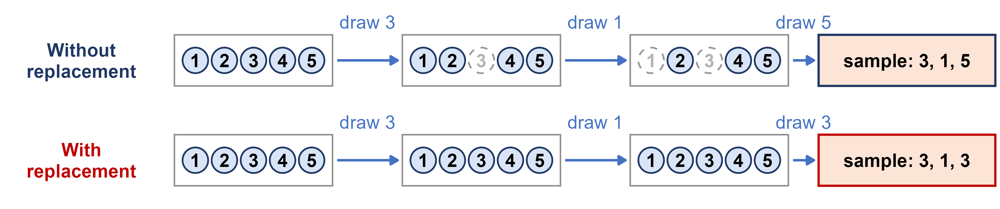 draw 3 draw 1 draw 5
Without
replacement
1 2 3 4 5 1 2 3 4 5 1 2 3 4 5 sample: 3, 1, 5
draw 3 draw 1 draw 3
With
replacement
1 2 3 4 5 1 2 3 4 5 1 2 3 4 5 sample: 3, 1, 3